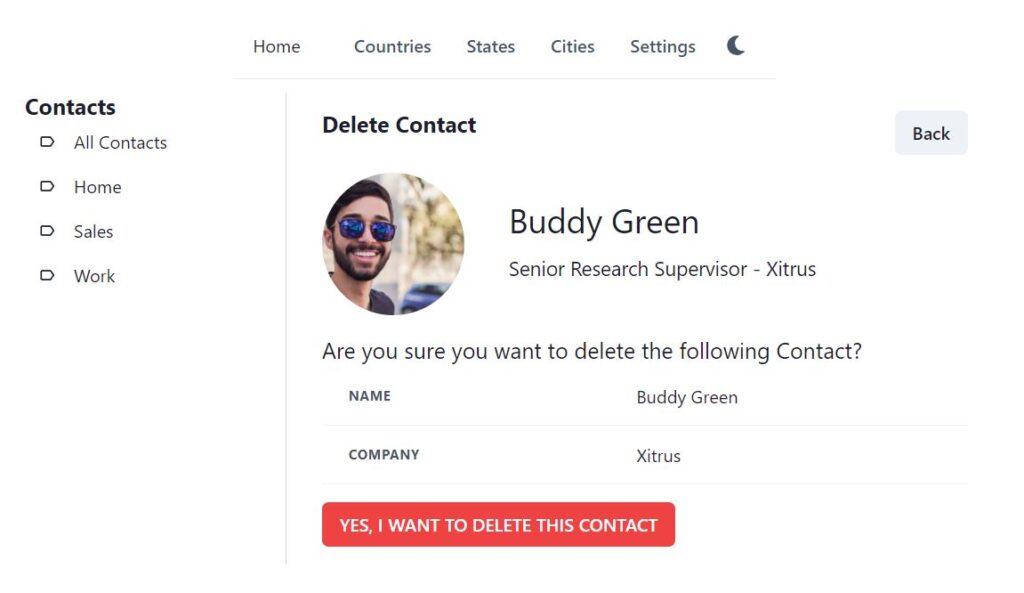 Home Countries States Cities Settings
Contacts
All Contacts
Home
Sales
Work
Delete Contact
Back
Buddy Green
Senior Research Supervisor - Xitrus
Are you sure you want to delete the following Contact?
NAME Buddy Green
COMPANY Xitrus
YES, I WANT TO DELETE THIS CONTACT